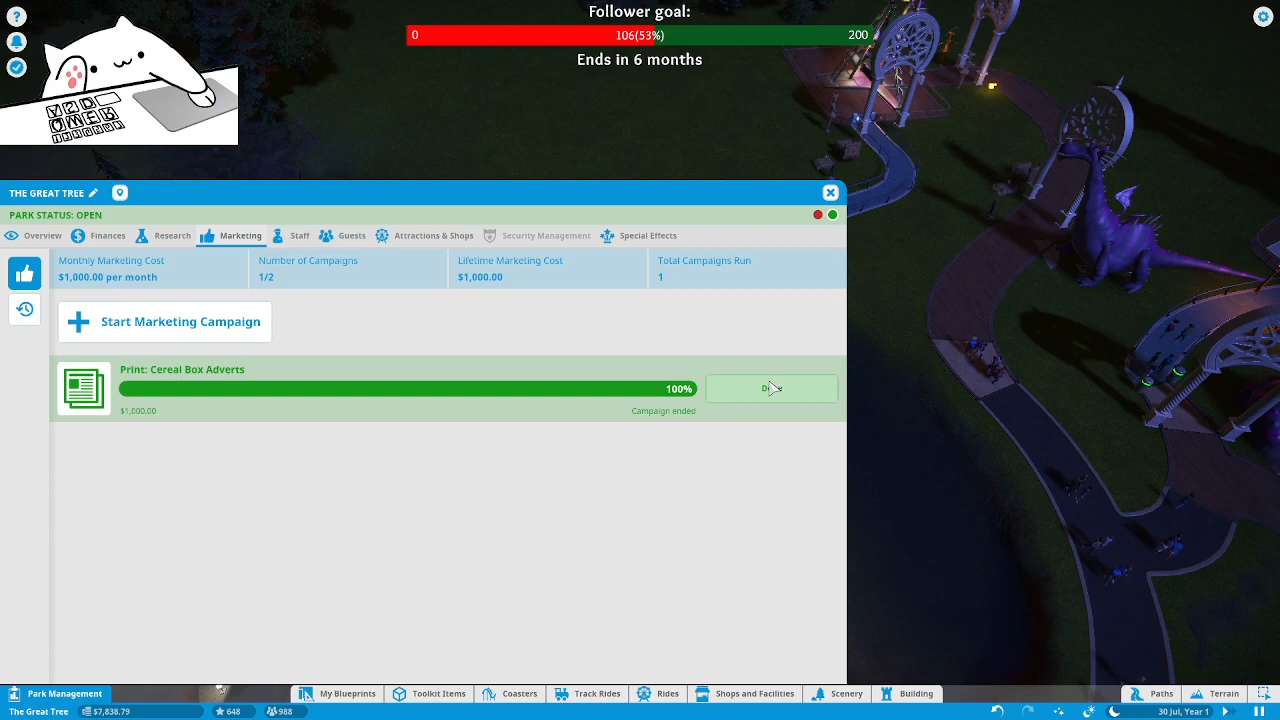 Follower goal:
0 106(53%) 200
Ends in 6 months
THE GREAT TREE
PARK STATUS: OPEN
Overview Finances Research Marketing Staff Guests Attractions & Shops Security Management Special Effects
Monthly Marketing Cost Number of Campaigns Lifetime Marketing Cost Total Campaigns Run
$1,000.00 per month 1/2 $1,000.00 1
Start Marketing Campaign
Print: Cereal Box Adverts
100%
$1,000.00 Campaign ended
Park Management My Blueprints Toolkit Items Coasters Track Rides Rides Shops and Facilities Scenery Building Paths Terrain
The Great Tree $7,838.79 648 988 30 Jul, Year 1